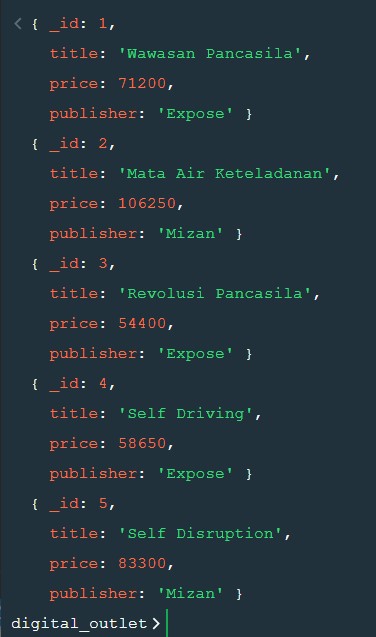 < { _id: 1,
title: 'Wawasan Pancasila',
price: 71200,
publisher: 'Expose' }
{ _id: 2,
title: 'Mata Air Keteladanan',
price: 106250,
publisher: 'Mizan' }
{ _id: 3,
title: 'Revolusi Pancasila',
price: 54400,
publisher: 'Expose' }
{ _id: 4,
title: 'Self Driving',
price: 58650,
publisher: 'Expose' }
{ _id: 5,
title: 'Self Disruption',
price: 83300,
publisher: 'Mizan' }
digital_outlet>